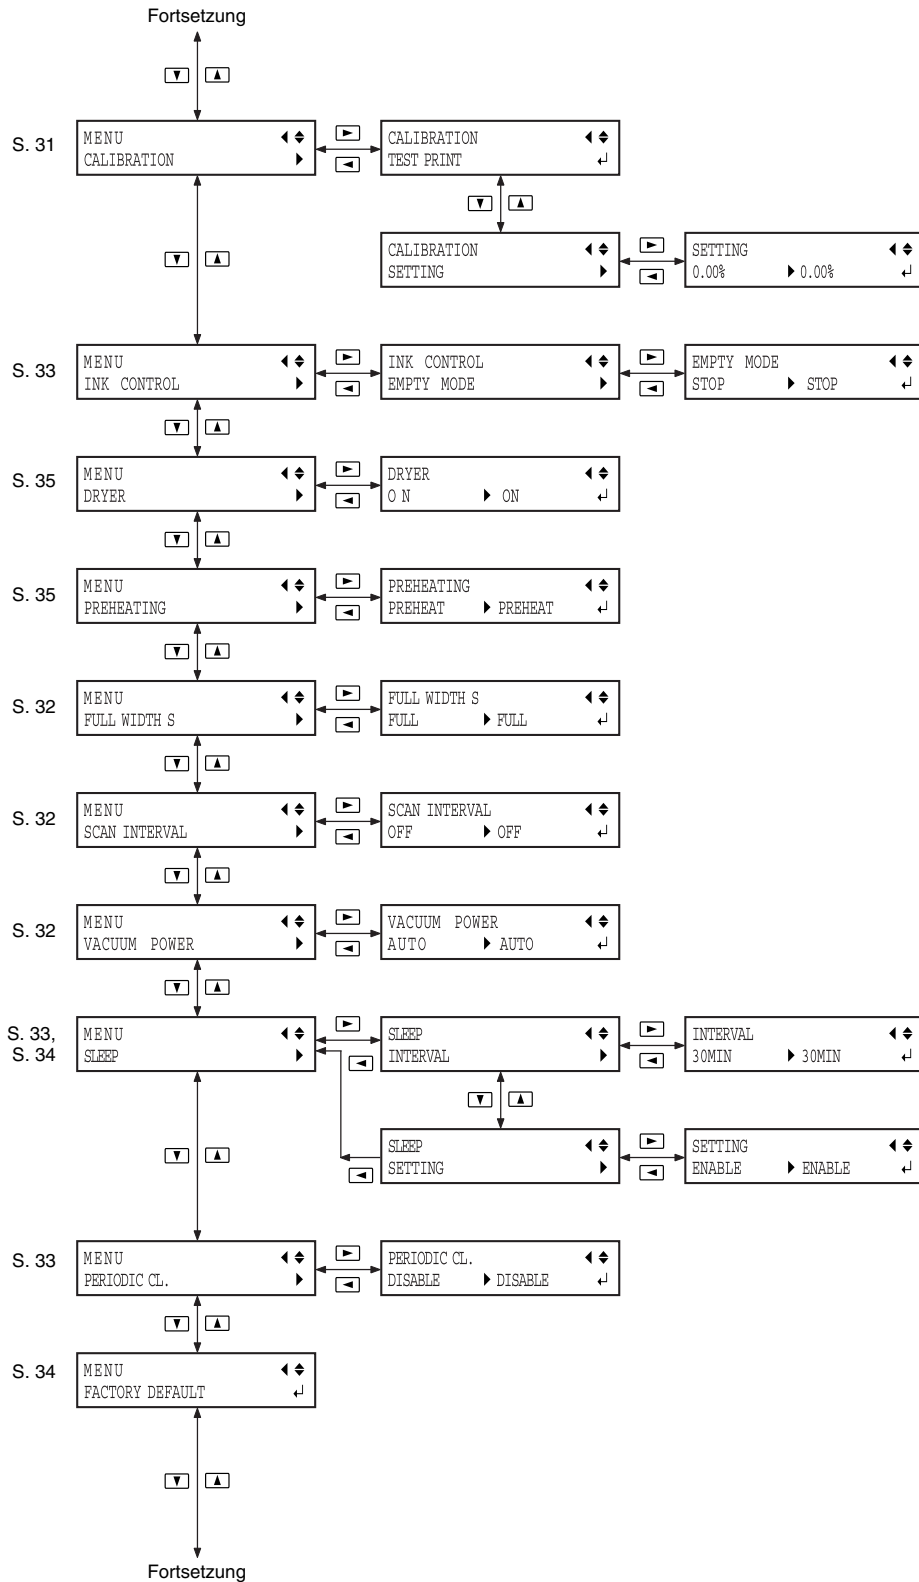 Fortsetzung
S. 31
MENU
CALIBRATION
CALIBRATION
TEST PRINT
CALIBRATION
SETTING
SETTING
0.00% 0.00%
S. 33
MENU
INK CONTROL
INK CONTROL
EMPTY MODE
EMPTY MODE
STOP STOP
S. 35
MENU
DRYER
DRYER
O N ON
S. 35
MENU
PREHEATING
PREHEATING
PREHEAT PREHEAT
S. 32
MENU
FULL WIDTH S
FULL WIDTH S
FULL FULL
S. 32
MENU
SCAN INTERVAL
SCAN INTERVAL
OFF OFF
S. 32
MENU
VACUUM POWER
VACUUM POWER
AUTO AUTO
S. 33,
S. 34
MENU
SLEEP
SLEEP
INTERVAL
INTERVAL
30MIN 30MIN
SLEEP
SETTING
SETTING
ENABLE ENABLE
S. 33
MENU
PERIODIC CL.
PERIODIC CL.
DISABLE DISABLE
S. 34
MENU
FACTORY DEFAULT
Fortsetzung